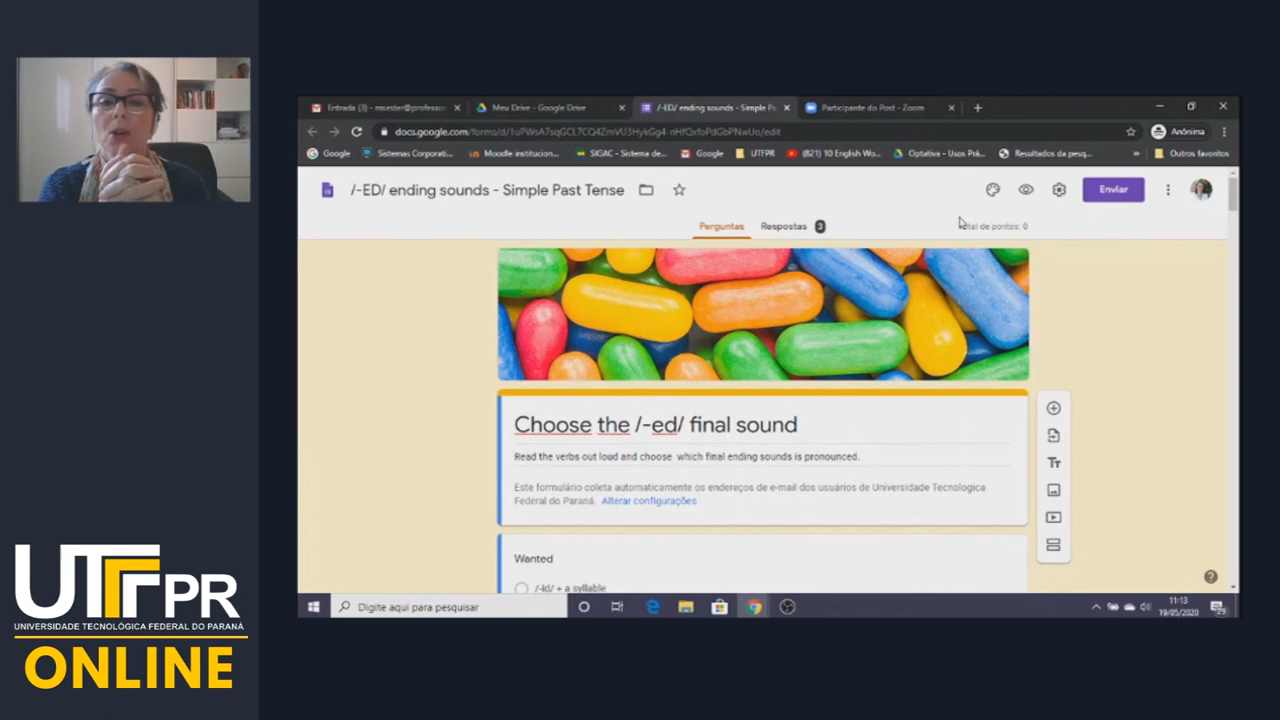 Entrada (3) - msester@professo
Meu Drive - Google Drive
/-ED/ ending sounds - Simple Pa
Participante do Post - Zoom
docs.google.com/forms/d/
Anônima
Google
Sistemas Corporati...
Moodle institucion...
SIGAC - Sistema de...
Google
UTFPR
(821) 10 English Wo...
Optativa - Usos Prá...
Resultados da pesq...
»
Outros favoritos
/-ED/ ending sounds - Simple Past Tense
Enviar
Perguntas
Respostas 3
tal de pontos: 0
Choose the /-ed/ final sound
Read the verbs out loud and choose which final ending sounds is pronounced.
Este formulário coleta automaticamente os endereços de e-mail dos usuários de Universidade Tecnológica
Federal do Paraná. Alterar configurações
Wanted
/-Id/ + a syllable
Digite aqui para pesquisar
11:13
19/05/2020
UTFPR
UNIVERSIDADE TECNOLÓGICA FEDERAL DO PARANÁ
ONLINE